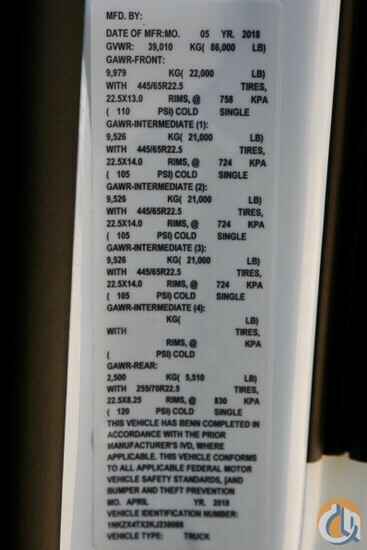 MFD. BY:
DATE OF MFR:MO. 05 YR. 2018
GVWR: 39,010 KG( 86,000 LB)
GAWR-FRONT:
9,979 KG( 22,000 LB)
WITH 445/65R22.5 TIRES,
22.5X13.0 RIMS, @ 758 KPA
( 110 PSI) COLD SINGLE
GAWR-INTERMEDIATE (1):
9,526 KG( 21,000 LB)
WITH 445/65R22.5 TIRES,
22.5X14.0 RIMS, @ 724 KPA
( 105 PSI) COLD SINGLE
GAWR-INTERMEDIATE (2):
9,526 KG( 21,000 LB)
WITH 445/65R22.5 TIRES,
22.5X14.0 RIMS, @ 724 KPA
( 105 PSI) COLD SINGLE
GAWR-INTERMEDIATE (3):
9,526 KG( 21,000 LB)
WITH 445/65R22.5 TIRES,
22.5X14.0 RIMS, @ 724 KPA
( 105 PSI) COLD SINGLE
GAWR-INTERMEDIATE (4):
KG( LB)
WITH TIRES,
RIMS, @ KPA
( PSI) COLD
GAWR-REAR:
2,500 KG( 5,510 LB)
WITH 255/70R22.5 TIRES,
22.5X8.25 RIMS, @ 830 KPA
( 120 PSI) COLD SINGLE
THIS VEHICLE HAS BENN COMPLETED IN
ACCORDANCE WITH THE PRIOR
MANUFACTURER'S IVD, WHERE
APPLICABLE. THIS VEHICLE CONFORMS
TO ALL APPLICABLE FEDERAL MOTOR
VEHICLE SAFETY STANDARDS, [AND
BUMPER AND THEFT PREVENTION
MO. APRIL YR. 2018
VEHICLE IDENTIFICATION NUMBER:
VEHICLE TYPE: TRUCK